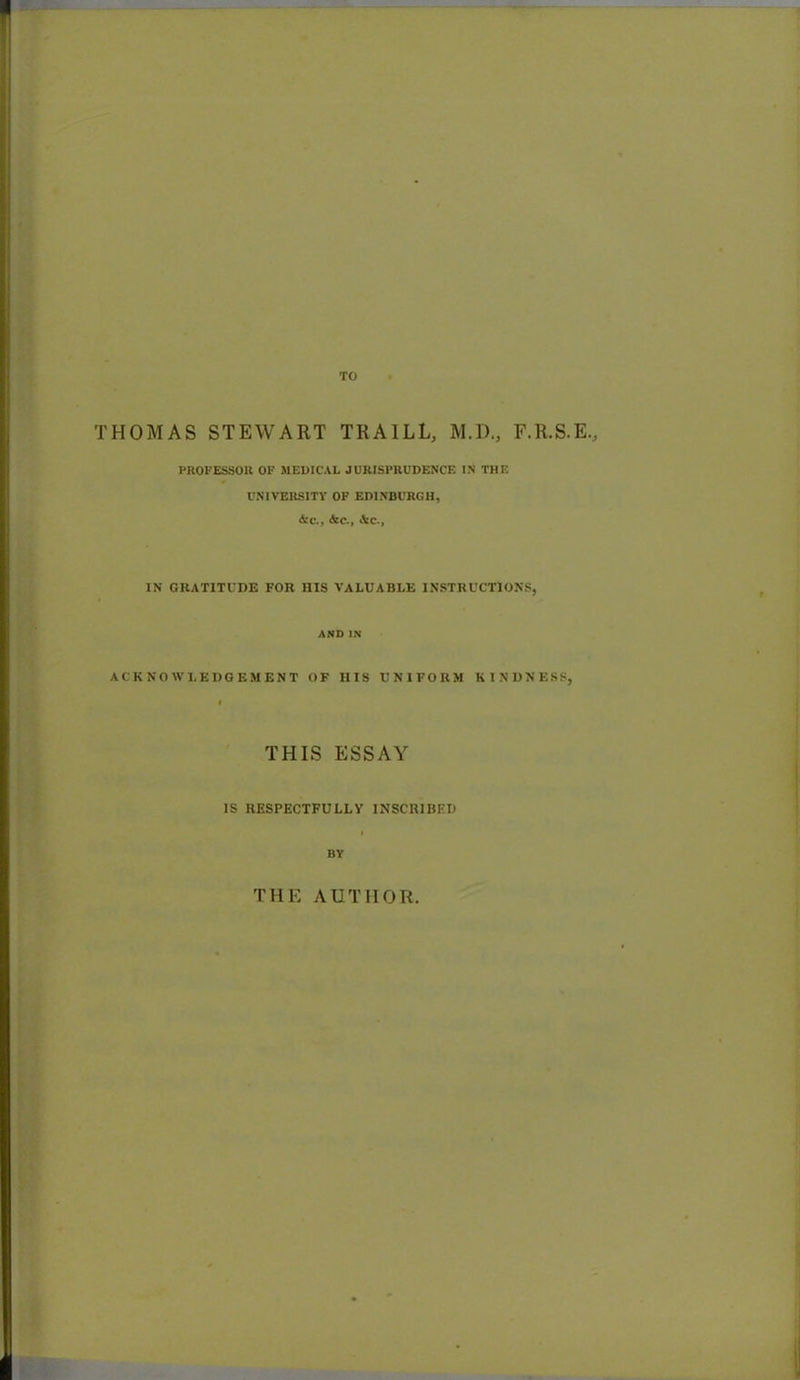 TO
THOMAS STEWART TRAILL, M.D., F.R.S.E.,
PROFESSOR OF MEDICAL JURISPRUDENCE IN THE
UNIVERSITY OF EDINBURGH,
&c., &c., &c.,
IN GRATITUDE FOR HIS VALUABLE INSTRUCTIONS,
AND IN
ACKNOWLEDGEMENT OF HIS UNIFORM KINDNESS,
THIS ESSAY
IS RESPECTFULLY INSCRIBED
BY
THE AUTHOR.